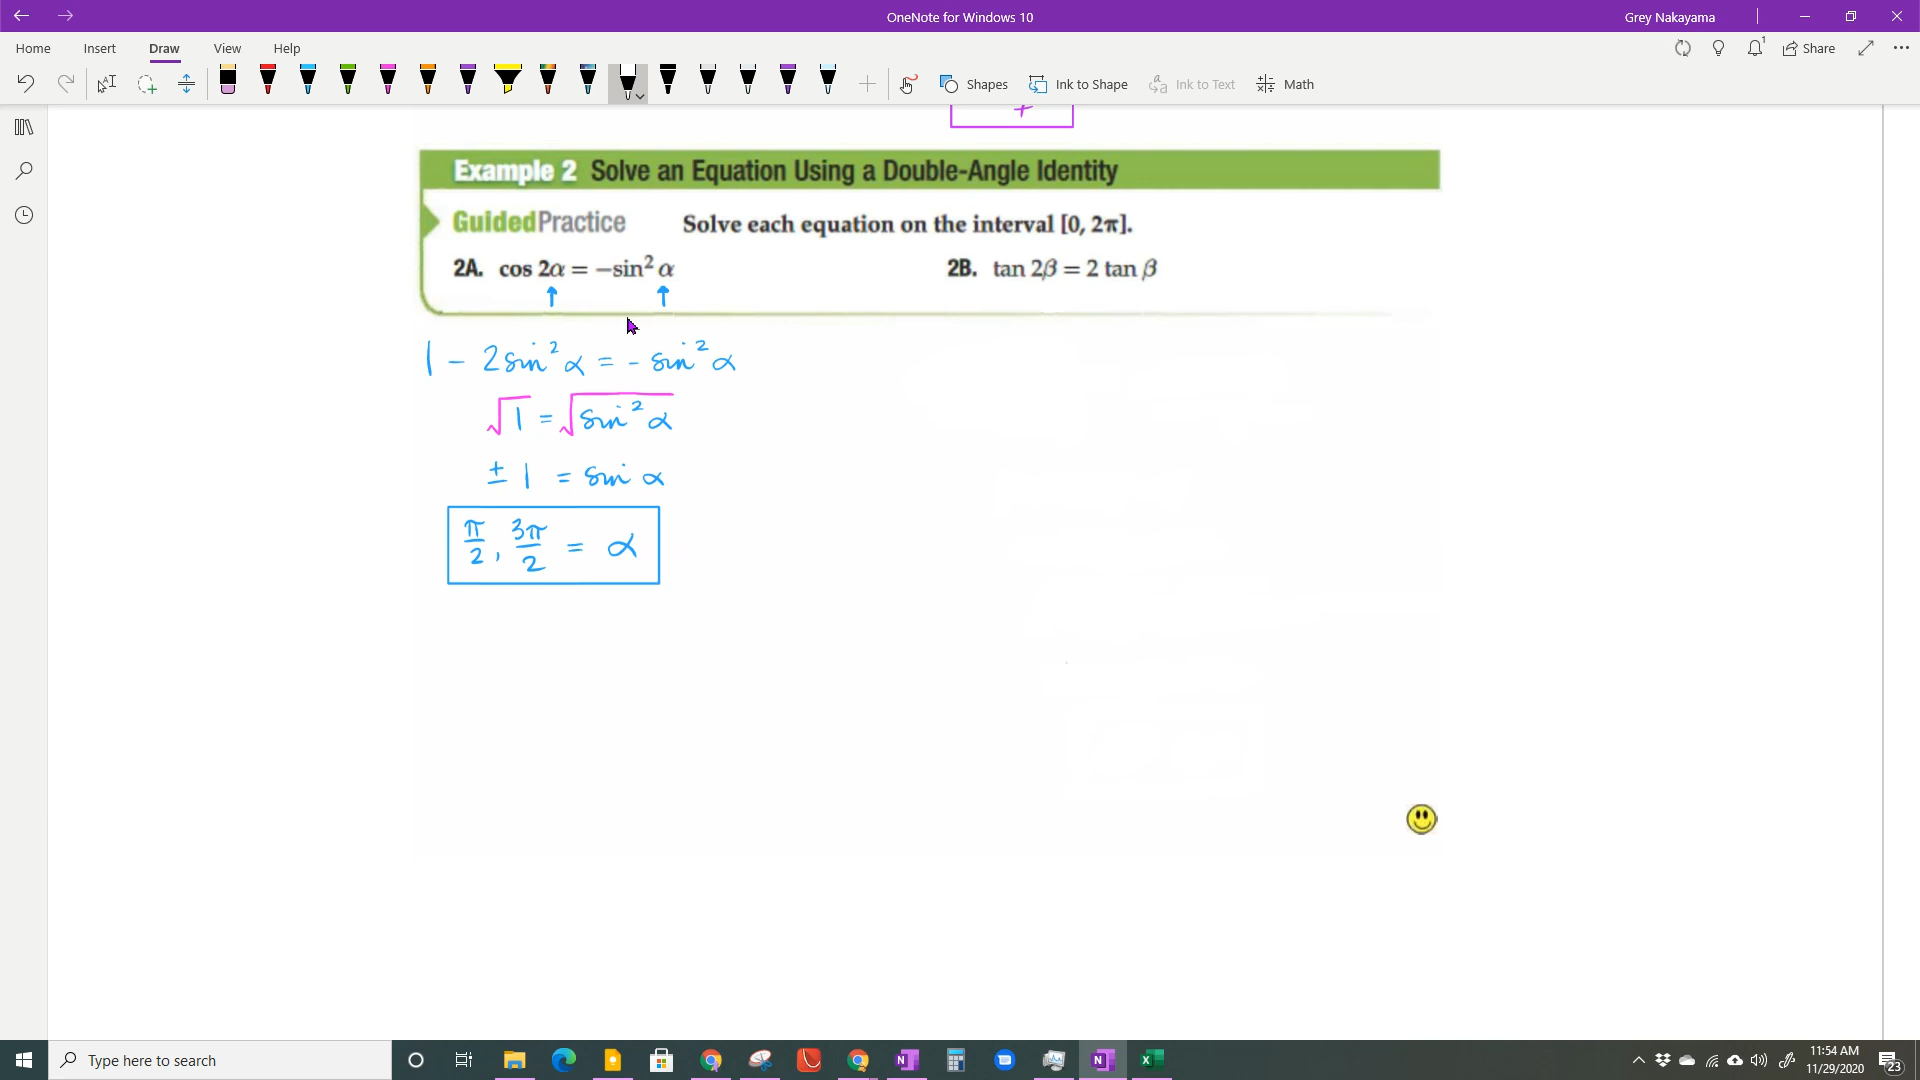 OneNote for Windows 10
Grey Nakayama
Home Insert Draw View Help
1
Share
Shapes Ink to Shape Ink to Text Math
+
Example 2 Solve an Equation Using a Double-Angle Identity
GuidedPractice Solve each equation on the interval [0, 2π].
2A. cos 2α = −sin² α
2B. tan 2β = 2 tan β
1 - 2sin²α = - sin²α
√1 = √sin²α
± 1 = sin α
π/2, 3π/2 = α
Type here to search
11:54 AM
11/29/2020
23